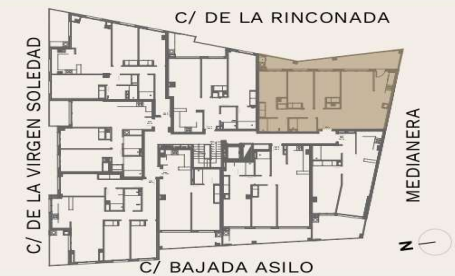 C/ DE LA RINCONADA
C/ DE LA VIRGEN SOLEDAD
MEDIANERA
N
C/ BAJADA ASILO